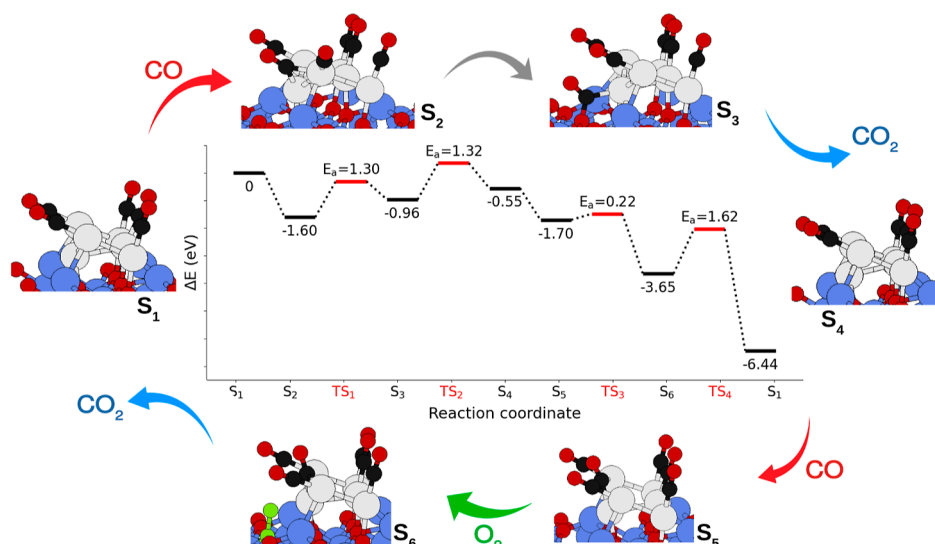 CO
S₂
S₃
CO₂
Eₐ=1.30
Eₐ=1.32
0
-1.60
-0.96
-0.55
-1.70
Eₐ=0.22
Eₐ=1.62
-3.65
-6.44
ΔE (eV)
S₁
S₄
S₁ S₂ TS₁ S₃ TS₂ S₄ S₅ TS₃ S₆ TS₄ S₁
Reaction coordinate
CO₂
CO
S₆
O₂
S₅